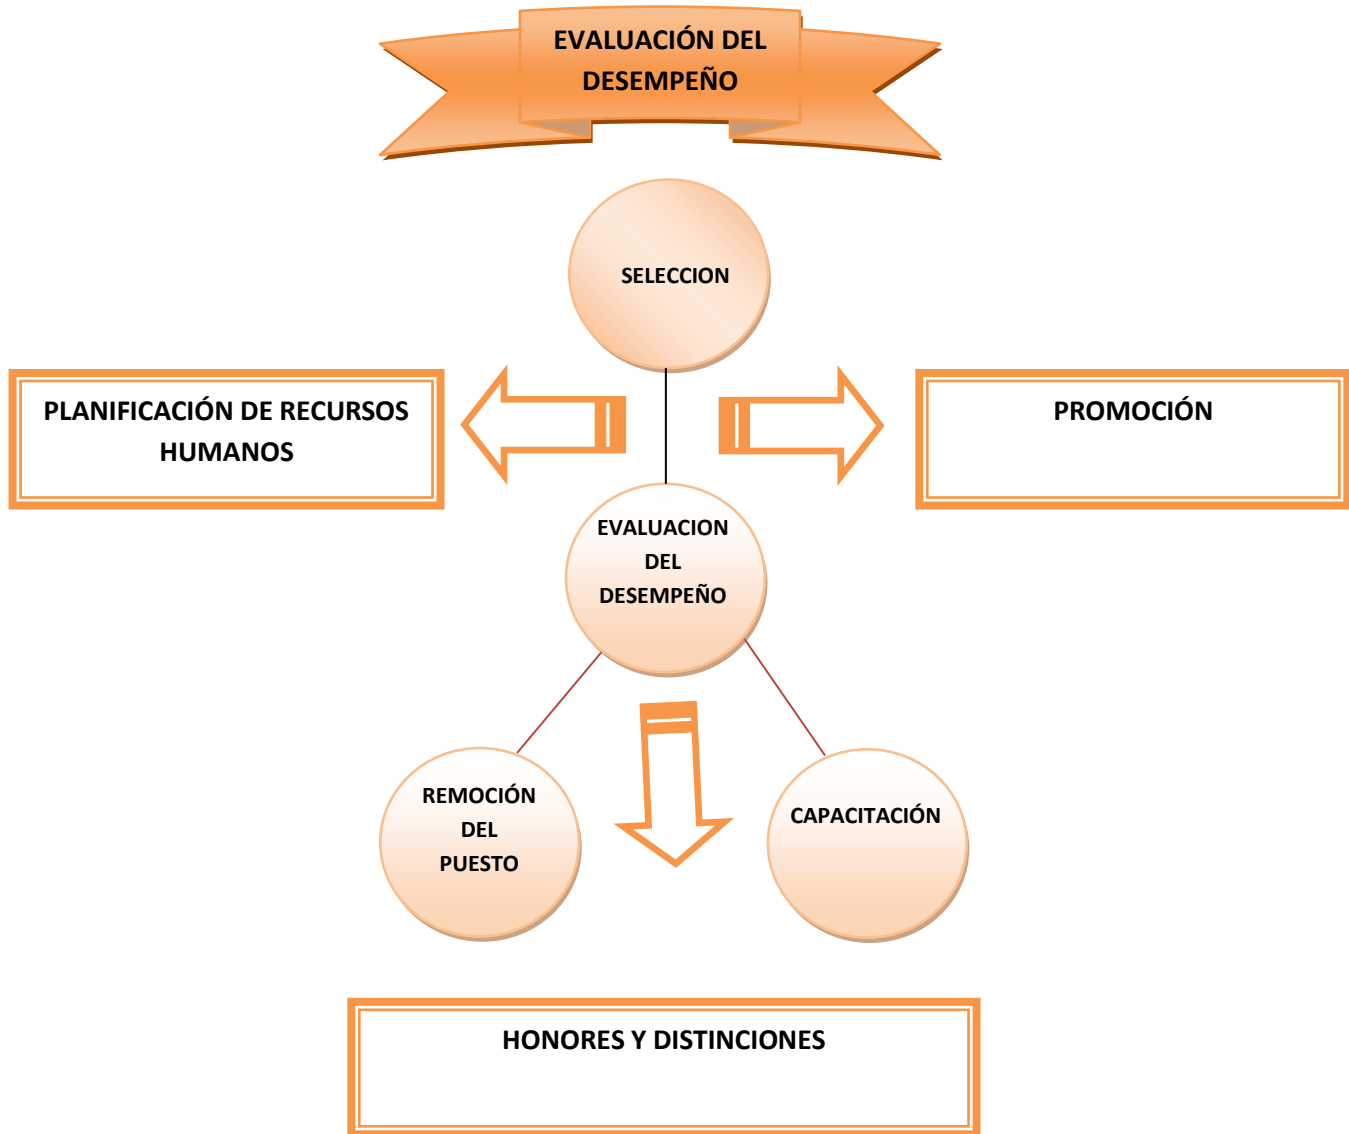 EVALUACIÓN DEL
DESEMPEÑO
SELECCION
PLANIFICACIÓN DE RECURSOS
HUMANOS
PROMOCIÓN
EVALUACION
DEL
DESEMPEÑO
REMOCIÓN
DEL
PUESTO
CAPACITACIÓN
HONORES Y DISTINCIONES